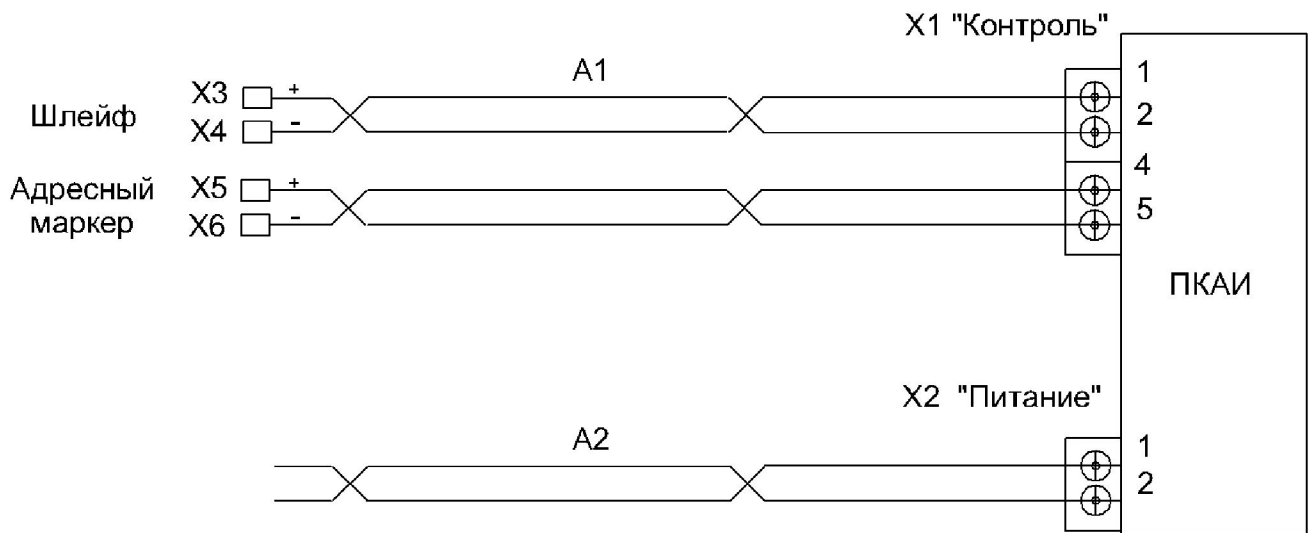 X1 "Контроль"
A1
1
X3
+
2
Шлейф
X4
-
4
Адресный
маркер
X5
+
5
X6
-
ПКАИ
X2 "Питание"
A2
1
2